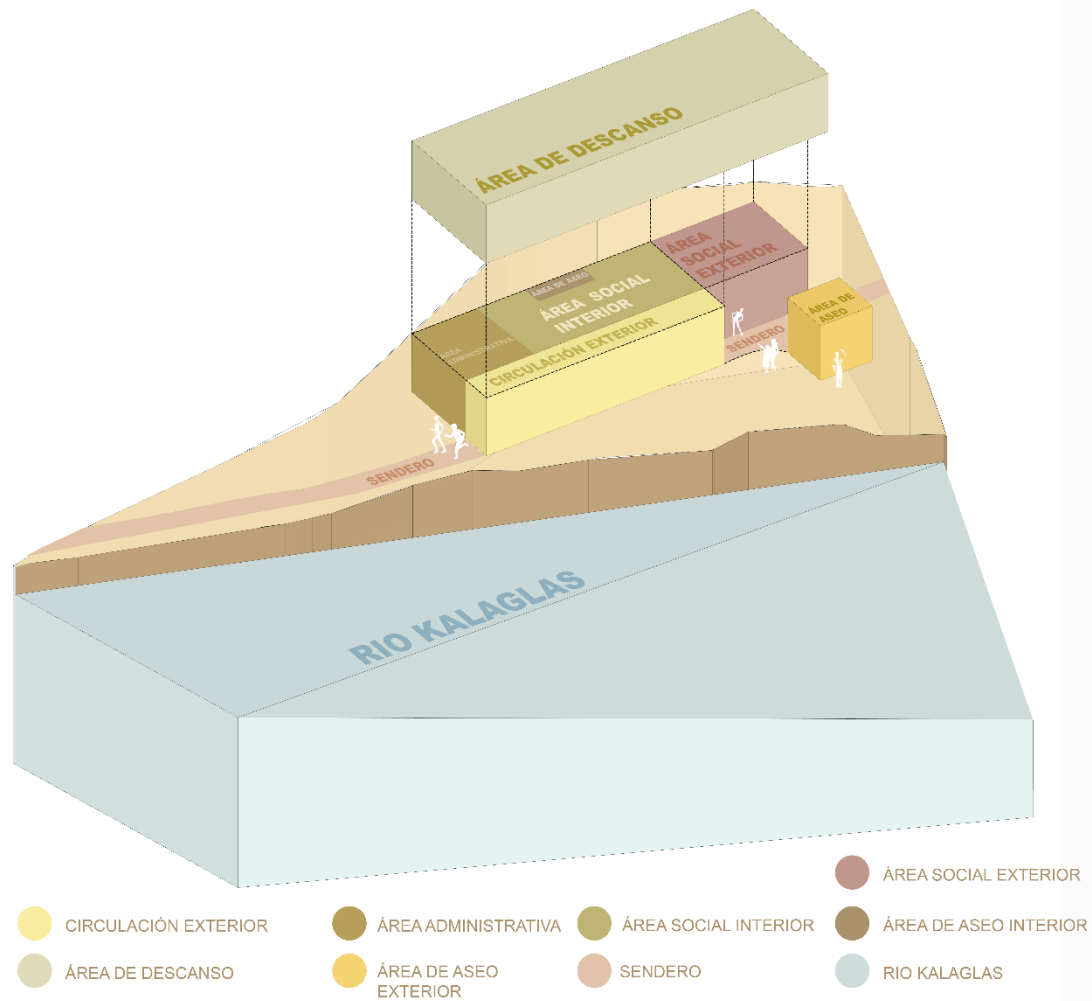 ÁREA DE DESCANSO
ÁREA
SOCIAL
EXTERIOR
ÁREA DE ASEO
ÁREA SOCIAL
INTERIOR
ÁREA
ADMINISTRATIVA
CIRCULACIÓN EXTERIOR
ÁREA DE
ASEO
SENDERO
SENDERO
RIO KALAGLAS
ÁREA SOCIAL EXTERIOR
CIRCULACIÓN EXTERIOR
ÁREA ADMINISTRATIVA
ÁREA SOCIAL INTERIOR
ÁREA DE ASEO INTERIOR
ÁREA DE DESCANSO
ÁREA DE ASEO
EXTERIOR
SENDERO
RIO KALAGLAS